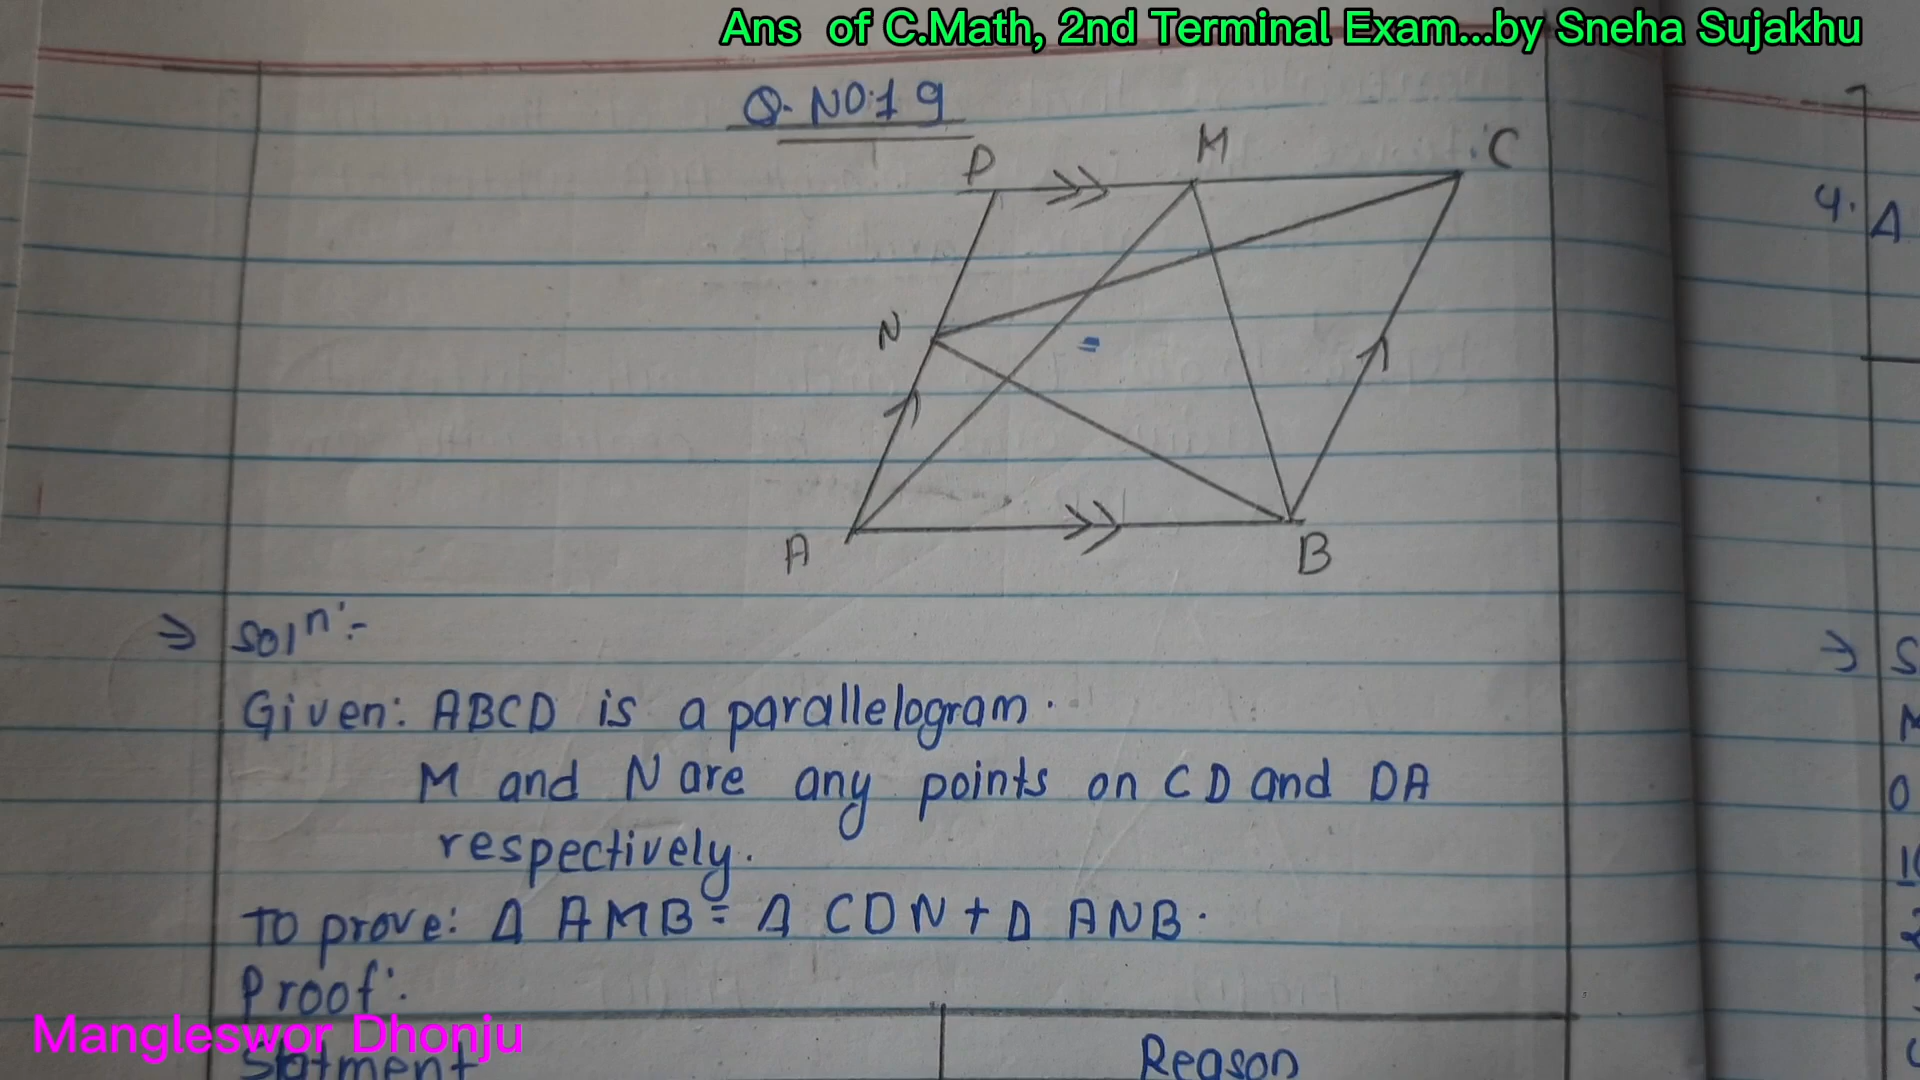 Ans of C.Math, 2nd Terminal Exam...by Sneha Sujakhu
Q. NO:19
D M C
N
A B
4. Δ
⇒ Soln:-
Given: ABCD is a parallelogram.
M and N are any points on CD and DA
respectively.
To prove: Δ AMB = Δ CDN + Δ ANB.
Proof:
Mangleswor Dhonju
Statment Reason